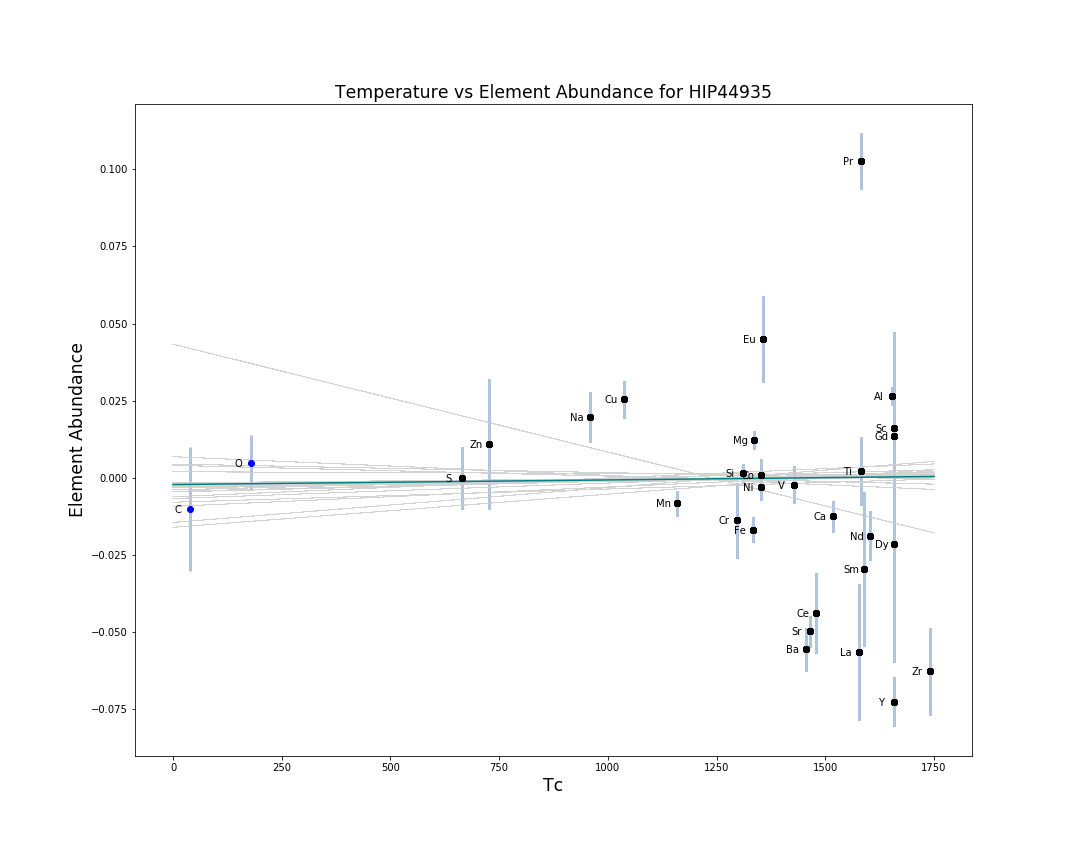 Temperature vs Element Abundance for HIP44935
Element Abundance
0.100
0.075
0.050
0.025
0.000
−0.025
−0.050
−0.075
Pr
Eu
Al
Cu
Na
Sc
Gd
Mg
Zn
O
Ti
Si
S
V
Ni
Mn
C
Ca
Cr
Fe
Nd
Dy
Sm
Ce
Sr
Ba
La
Zr
Y
0
250
500
750
1000
1250
1500
1750
Tc